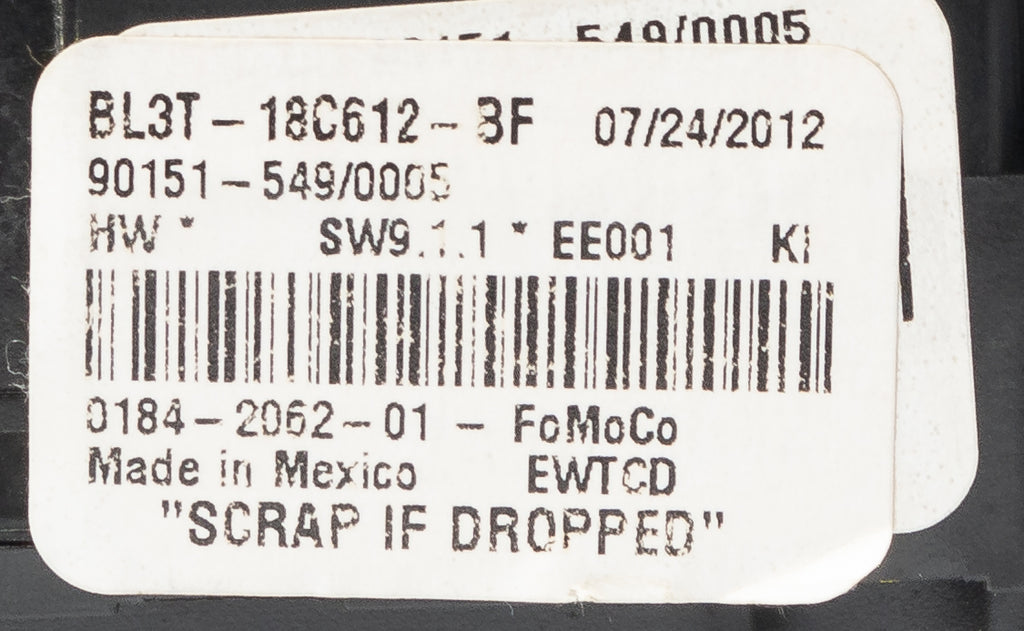 0151 549/0005
BL3T-18C612-BF 07/24/2012
90151-549/0005
HW * SW9.1.1 * EE001 KI
0184-2062-01 - FoMoCo
Made in Mexico EWTCD
"SCRAP IF DROPPED"